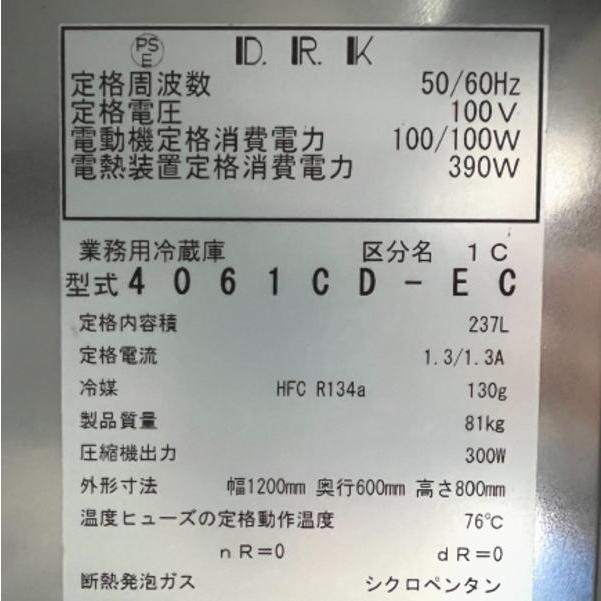 PS E D.R.K
定格周波数 50/60Hz
定格電圧 100V
電動機定格消費電力 100/100W
電熱装置定格消費電力 390W
業務用冷蔵庫 区分名 1C
型式 4061CD-EC
定格内容積 237L
定格電流 1.3/1.3A
冷媒 HFC R134a 130g
製品質量 81kg
圧縮機出力 300W
外形寸法 幅1200mm 奥行600mm 高さ800mm
温度ヒューズの定格動作温度 76℃
nR=0 dR=0
断熱発泡ガス シクロペンタン